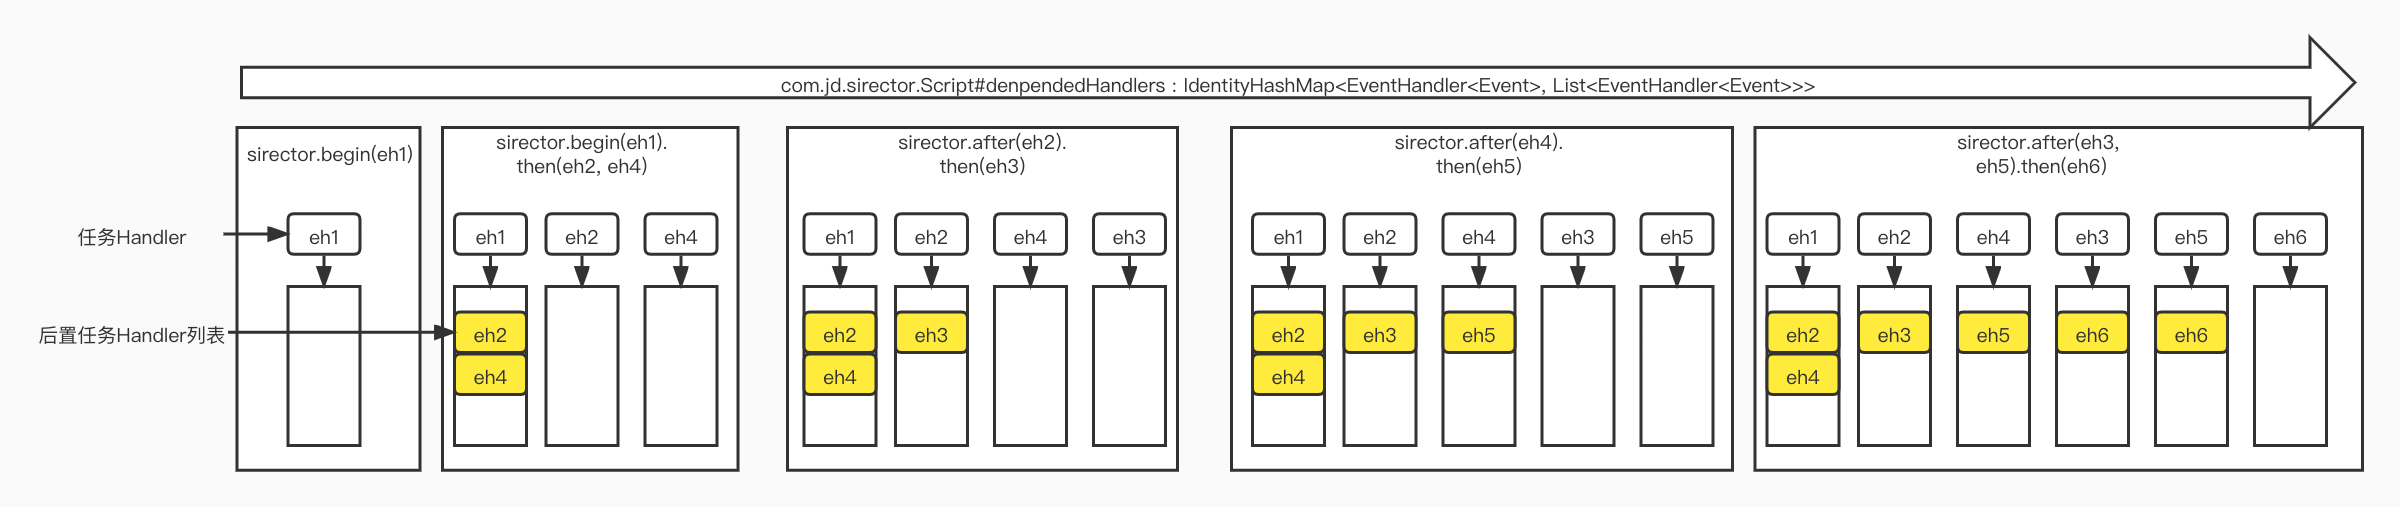 com.jd.sirector.Script#denpendedHandlers : IdentityHashMap<EventHandler<Event>, List<EventHandler<Event>>>
sirector.begin(eh1)
sirector.begin(eh1).
then(eh2, eh4)
sirector.after(eh2).
then(eh3)
sirector.after(eh4).
then(eh5)
sirector.after(eh3,
eh5).then(eh6)
任务Handler
eh1
eh1 eh2 eh4
eh1 eh2 eh4 eh3
eh1 eh2 eh4 eh3 eh5
eh1 eh2 eh4 eh3 eh5 eh6
后置任务Handler列表
eh2
eh4
eh2 eh3
eh4
eh2 eh3 eh5
eh4
eh2 eh3 eh5 eh6 eh6
eh4